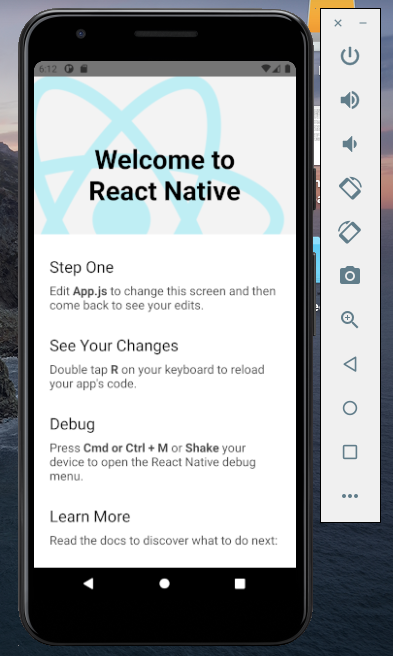 5:12
Welcome to
React Native
Step One
Edit App.js to change this screen and then
come back to see your edits.
See Your Changes
Double tap R on your keyboard to reload
your app's code.
Debug
Press Cmd or Ctrl + M or Shake your
device to open the React Native debug
menu.
Learn More
Read the docs to discover what to do next: